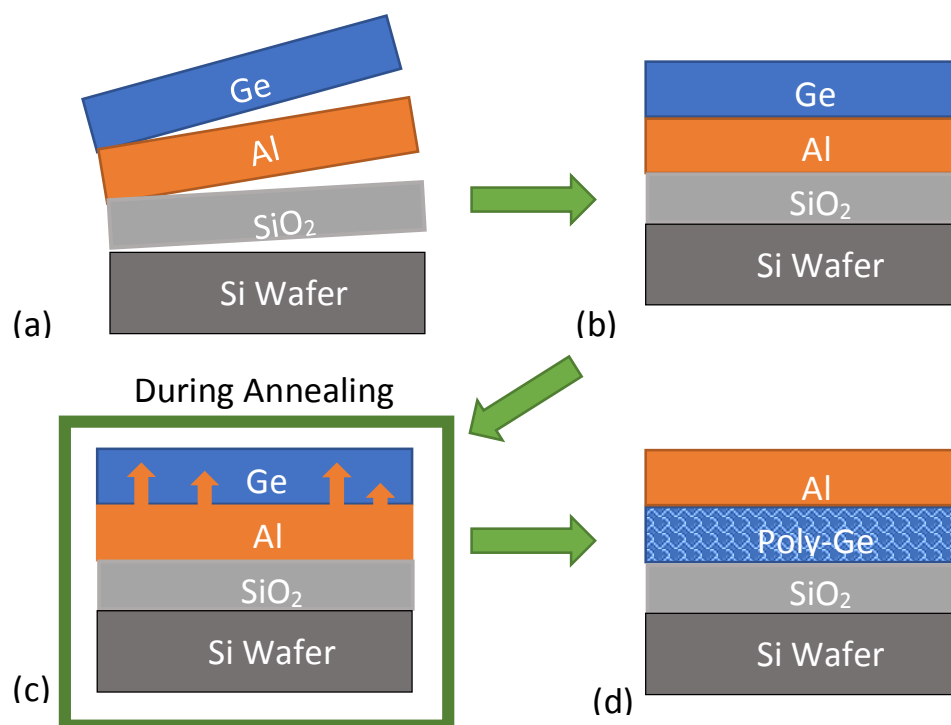 Ge
Al
SiO₂
Si Wafer
(a)
Ge
Al
SiO₂
Si Wafer
(b)
During Annealing
Ge
Al
SiO₂
Si Wafer
(c)
Al
Poly-Ge
SiO₂
Si Wafer
(d)